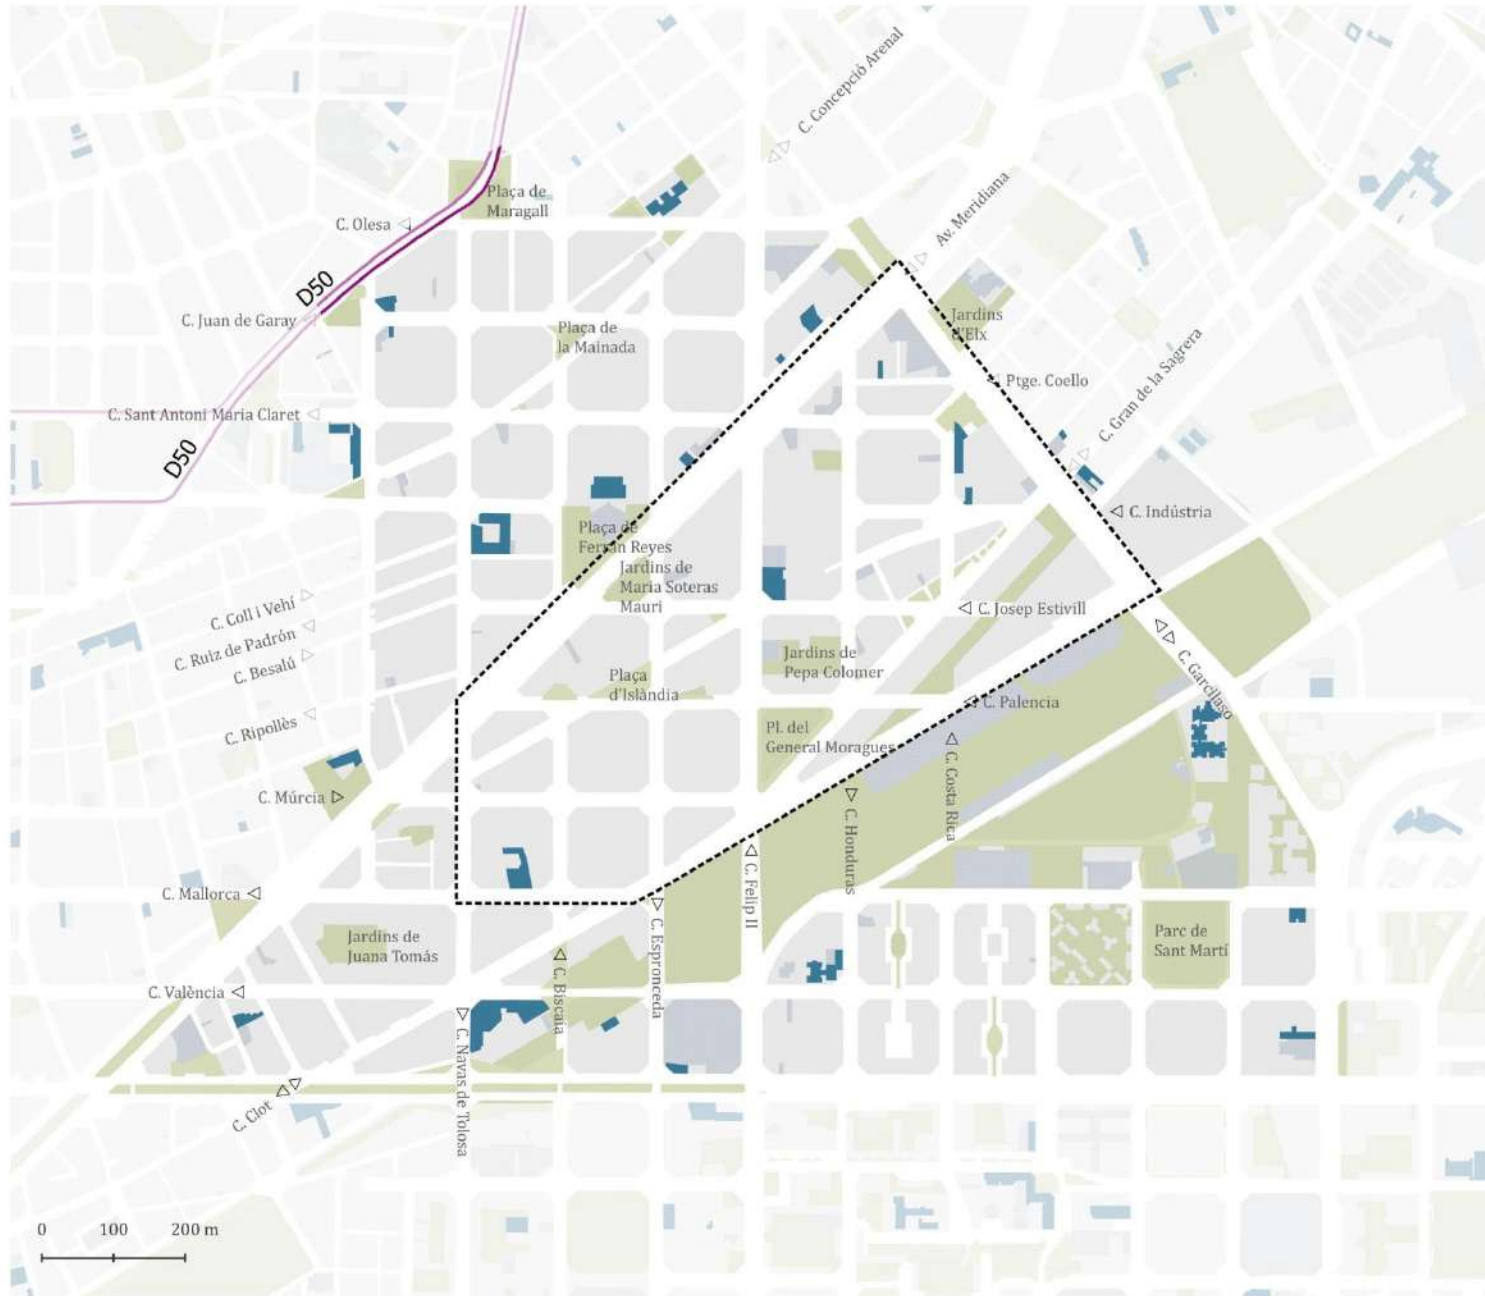 C. Concepció Arenal
Plaça de
Maragall
Av. Meridiana
C. Olesa
D50
C. Juan de Garay
Plaça de
la Mainada
Jardins
d'Elx
Ptge. Coello
C. Gran de la Sagrera
C. Sant Antoni Maria Claret
D50
C. Indústria
Plaça de
Ferran Reyes
Jardins de
Maria Soteras
Mauri
C. Coll i Vehí
C. Josep Estivill
C. Ruiz de Padrón
C. Besalú
Jardins de
Pepa Colomer
C. Garcilaso
Plaça
d'Islàndia
C. Palencia
C. Ripollès
Pl. del
General Moragues
C. Costa Rica
C. Múrcia
C. Honduras
C. Mallorca
C. Felip II
C. Espronceda
Jardins de
Juana Tomás
Parc de
Sant Martí
C. Biscaia
C. València
C. Navas de Tolosa
C. Clot
0 100 200 m